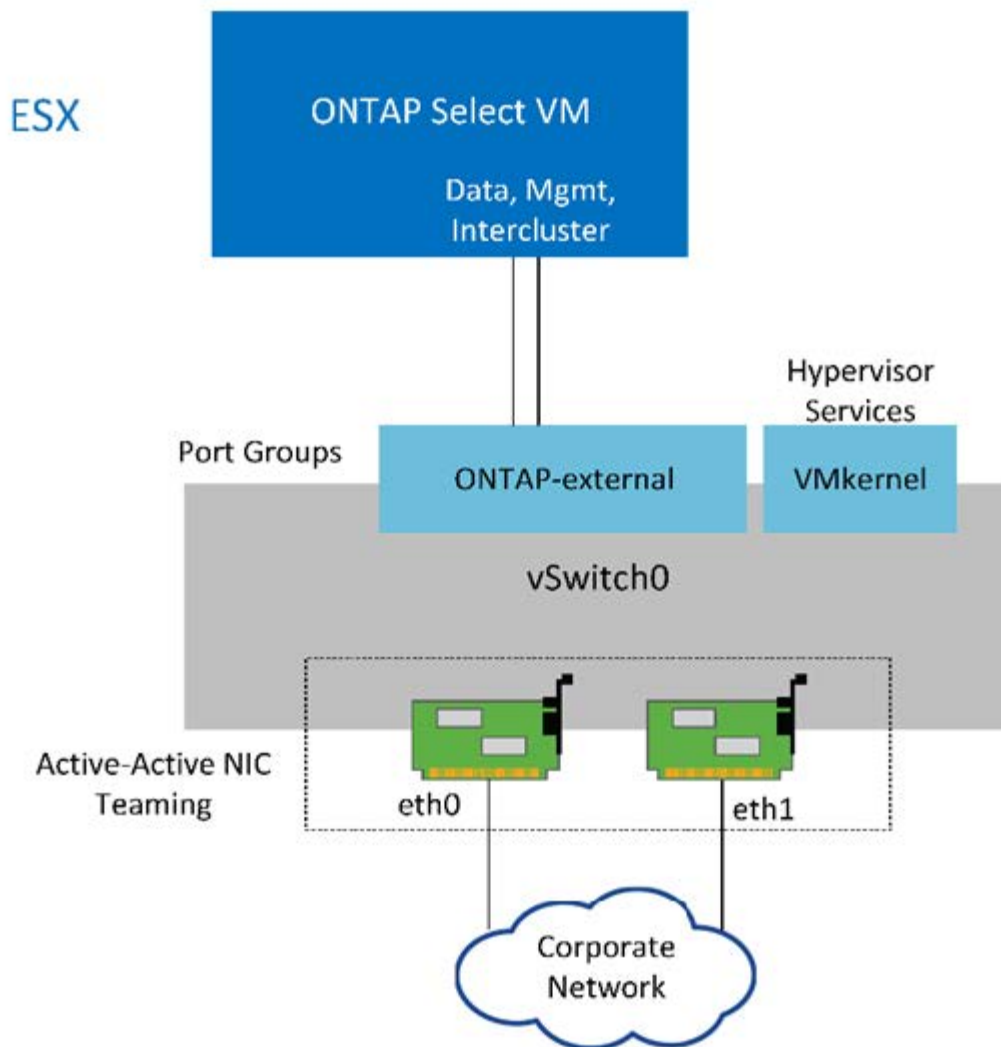 ESX
ONTAP Select VM
Data, Mgmt,
Intercluster
Hypervisor
Services
Port Groups
ONTAP-external
VMkernel
vSwitch0
Active-Active NIC
Teaming
eth0
eth1
Corporate
Network